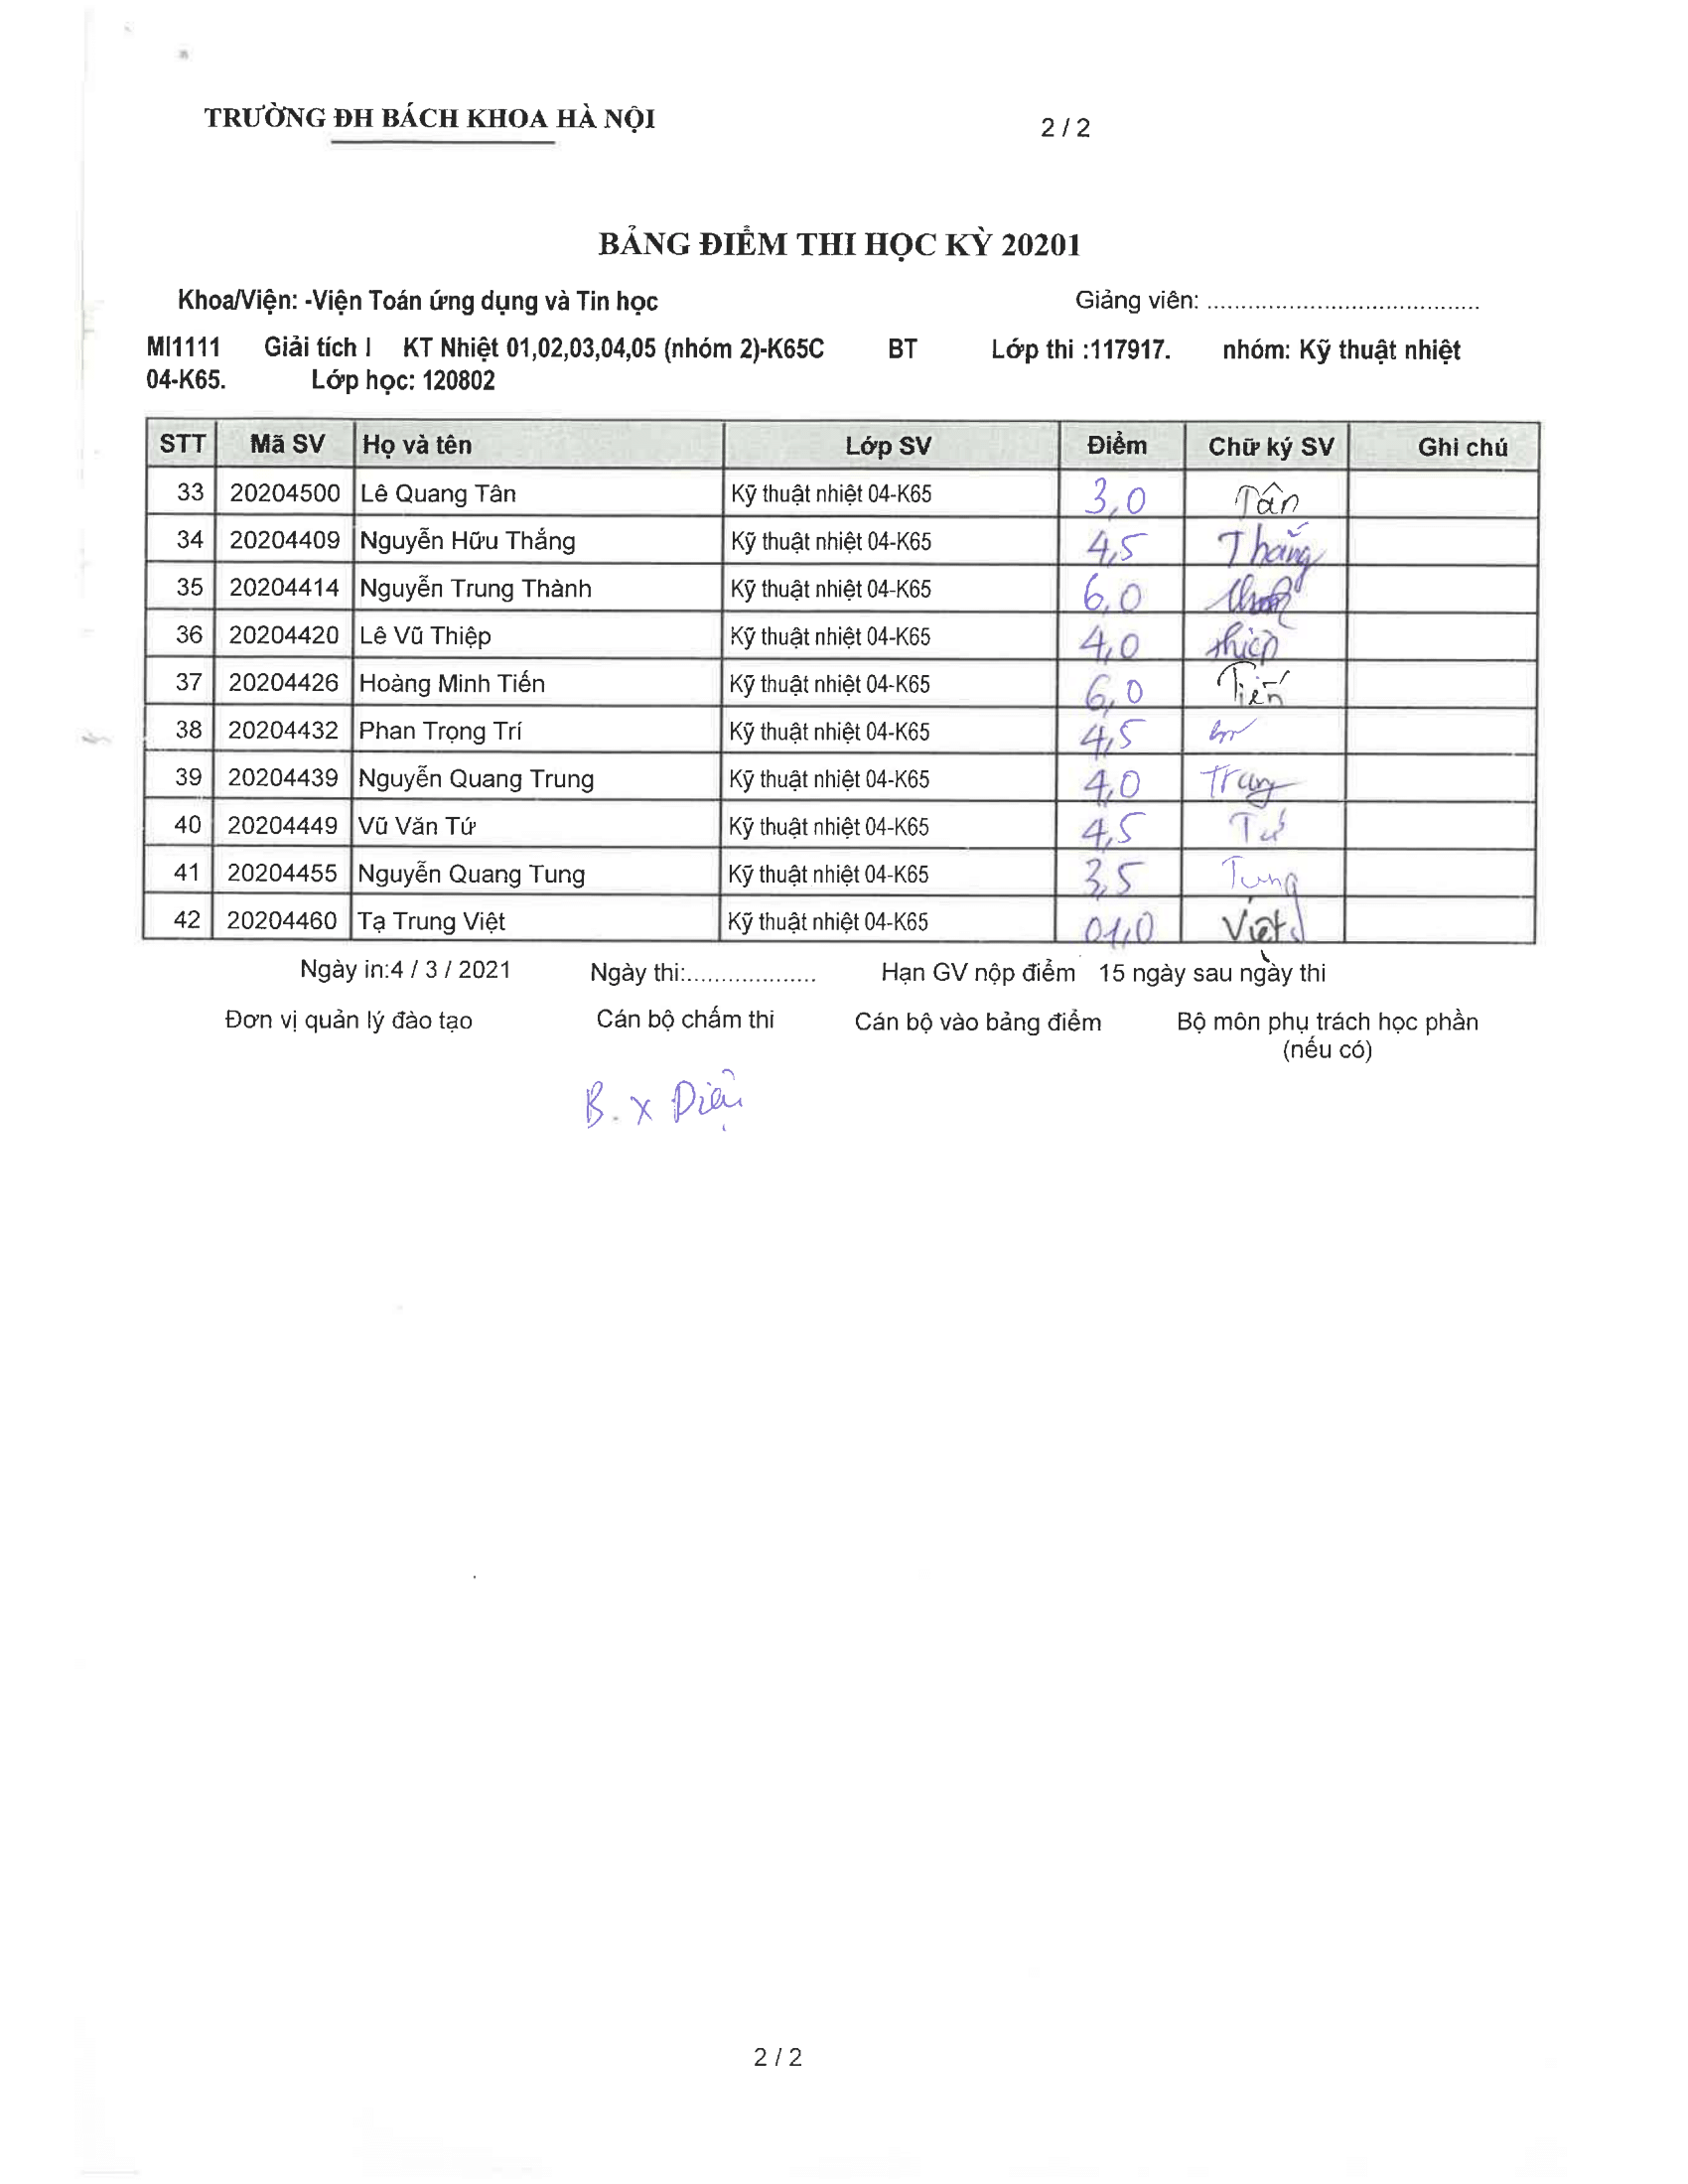 TRƯỜNG ĐH BÁCH KHOA HÀ NỘI 2 / 2
BẢNG ĐIỂM THI HỌC KỲ 20201
Khoa/Viện: -Viện Toán ứng dụng và Tin học Giảng viên: ........................................
MI1111 Giải tích I KT Nhiệt 01,02,03,04,05 (nhóm 2)-K65C BT Lớp thi :117917. nhóm: Kỹ thuật nhiệt
04-K65. Lớp học: 120802
STT Mã SV Họ và tên Lớp SV Điểm Chữ ký SV Ghi chú
33 20204500 Lê Quang Tân Kỹ thuật nhiệt 04-K65 3,0 Tân
34 20204409 Nguyễn Hữu Thắng Kỹ thuật nhiệt 04-K65 4,5 Thắng
35 20204414 Nguyễn Trung Thành Kỹ thuật nhiệt 04-K65 6,0
36 20204420 Lê Vũ Thiệp Kỹ thuật nhiệt 04-K65 4,0 thiệp
37 20204426 Hoàng Minh Tiến Kỹ thuật nhiệt 04-K65 6,0 Tiến
38 20204432 Phan Trọng Trí Kỹ thuật nhiệt 04-K65 4,5
39 20204439 Nguyễn Quang Trung Kỹ thuật nhiệt 04-K65 4,0 Trung
40 20204449 Vũ Văn Tứ Kỹ thuật nhiệt 04-K65 4,5 Tứ
41 20204455 Nguyễn Quang Tung Kỹ thuật nhiệt 04-K65 3,5 Tung
42 20204460 Tạ Trung Việt Kỹ thuật nhiệt 04-K65 01,0 Việt
Ngày in:4 / 3 / 2021 Ngày thi:................... Hạn GV nộp điểm 15 ngày sau ngày thi
Đơn vị quản lý đào tạo Cán bộ chấm thi Cán bộ vào bảng điểm Bộ môn phụ trách học phần
(nếu có)
B. X Diệu
2 / 2